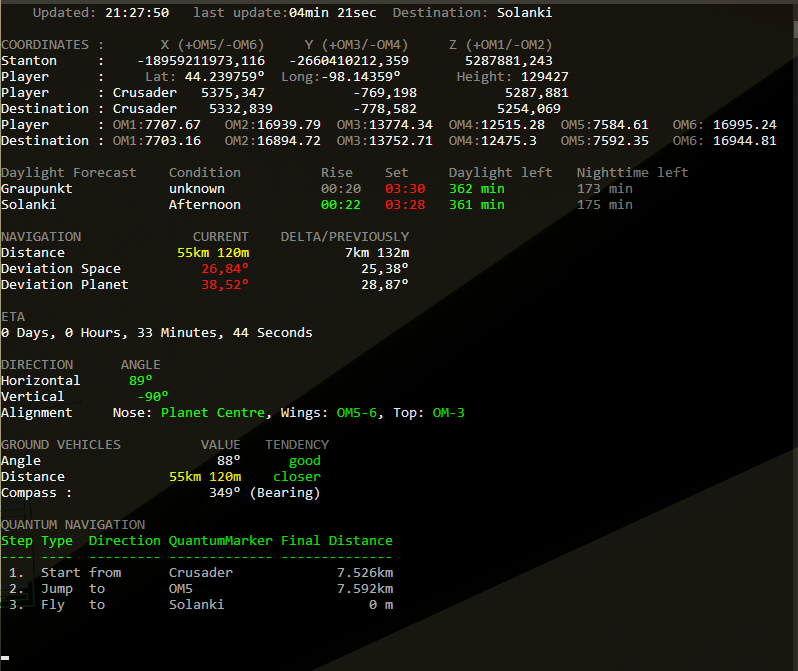 Updated: 21:27:50   last update:04min 21sec  Destination: Solanki
COORDINATES :       X (+OM5/-OM6)     Y (+OM3/-OM4)     Z (+OM1/-OM2)
Stanton     :    -18959211973,116   -2660410212,359       5287881,243
Player      :     Lat: 44.239759º  Long:-98.14359º       Height: 129427
Player      : Crusader   5375,347           -769,198           5287,881
Destination : Crusader   5332,839           -778,582           5254,069
Player      : OM1:7707.67   OM2:16939.79  OM3:13774.34  OM4:12515.28  OM5:7584.61   OM6: 16995.24
Destination : OM1:7703.16   OM2:16894.72  OM3:13752.71  OM4:12475.3   OM5:7592.35   OM6: 16944.81
Daylight Forecast    Condition          Rise    Set     Daylight left   Nighttime left
Graupunkt            unknown            00:20   03:30   362 min         173 min
Solanki              Afternoon          00:22   03:28   361 min         175 min
NAVIGATION              CURRENT    DELTA/PREVIOUSLY
Distance              55km 120m            7km 132m
Deviation Space          26,84º              25,38º
Deviation Planet         38,52º              28,87º
ETA
0 Days, 0 Hours, 33 Minutes, 44 Seconds
DIRECTION      ANGLE
Horizontal      89º
Vertical         -90º
Alignment     Nose: Planet Centre, Wings: OM5-6, Top: OM-3
GROUND VEHICLES          VALUE   TENDENCY
Angle                      88º      good
Distance             55km 120m    closer
Compass :                 349º (Bearing)
QUANTUM NAVIGATION
Step Type  Direction QuantumMarker Final Distance
---- ----  --------- ------------- --------------
1.  Start from      Crusader             7.526km
2.  Jump  to        OM5                  7.592km
3.  Fly   to        Solanki                  0 m